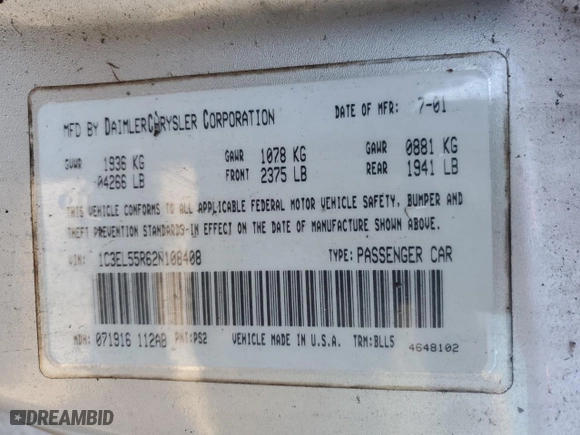 MFD BY DAIMLERCHRYSLER CORPORATION DATE OF MFR 7-01
GVWR 1936 KG GAWR 1078 KG GAWR 0881 KG
04266 LB FRONT 2375 LB REAR 1941 LB
THIS VEHICLE CONFORMS TO ALL APPLICABLE FEDERAL MOTOR VEHICLE SAFETY, BUMPER AND
THEFT PREVENTION STANDARDS IN EFFECT ON THE DATE OF MANUFACTURE SHOWN ABOVE.
VIN: 1C3EL55R62N108408 TYPE: PASSENGER CAR
MDH: 071916 112AB PNT: PS2 VEHICLE MADE IN U.S.A. TRM: BLL5 4648102
DREAMBID